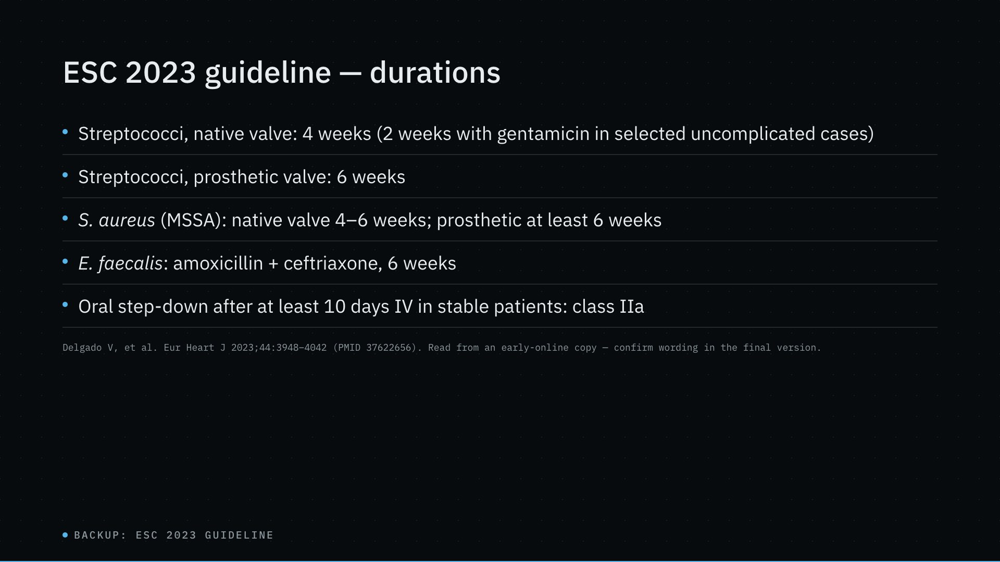 ESC 2023 guideline — durations
• Streptococci, native valve: 4 weeks (2 weeks with gentamicin in selected uncomplicated cases)
• Streptococci, prosthetic valve: 6 weeks
• S. aureus (MSSA): native valve 4–6 weeks; prosthetic at least 6 weeks
• E. faecalis: amoxicillin + ceftriaxone, 6 weeks
• Oral step-down after at least 10 days IV in stable patients: class IIa
Delgado V, et al. Eur Heart J 2023;44:3948–4042 (PMID 37622656). Read from an early-online copy — confirm wording in the final version.
BACKUP: ESC 2023 GUIDELINE